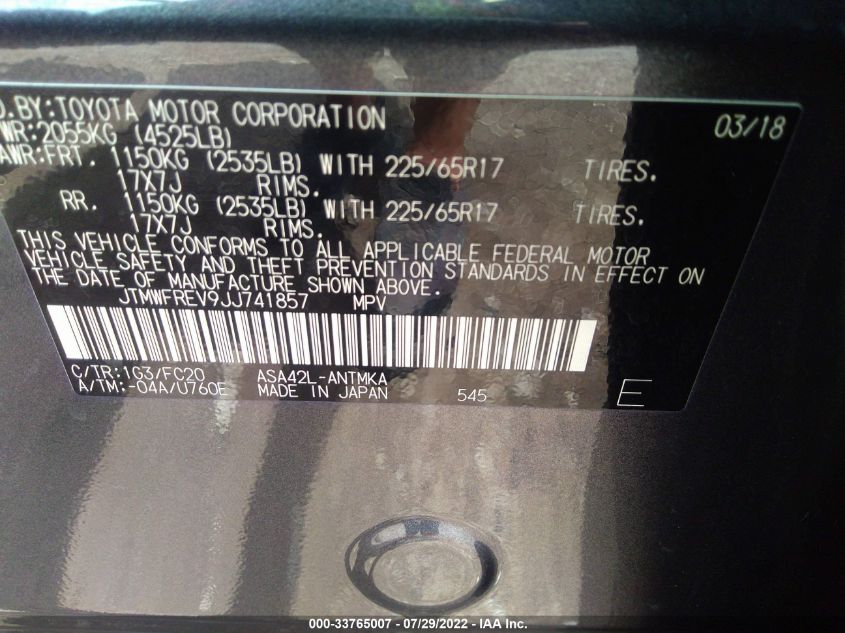 D.BY:TOYOTA MOTOR CORPORATION 03/18
WR:2055KG (4525LB)
AWR:FRT. 1150KG (2535LB) WITH 225/65R17 TIRES.
17X7J RIMS.
RR. 1150KG (2535LB) WITH 225/65R17 TIRES.
17X7J RIMS.
THIS VEHICLE CONFORMS TO ALL APPLICABLE FEDERAL MOTOR
VEHICLE SAFETY AND THEFT PREVENTION STANDARDS IN EFFECT ON
THE DATE OF MANUFACTURE SHOWN ABOVE.
JTMWFREV9JJ741857 MPV
C/TR:1G3/FC20 ASA42L-ANTMKA
A/TM:-04A/U760E MADE IN JAPAN 545 E
000-33765007 - 07/29/2022 - IAA Inc.